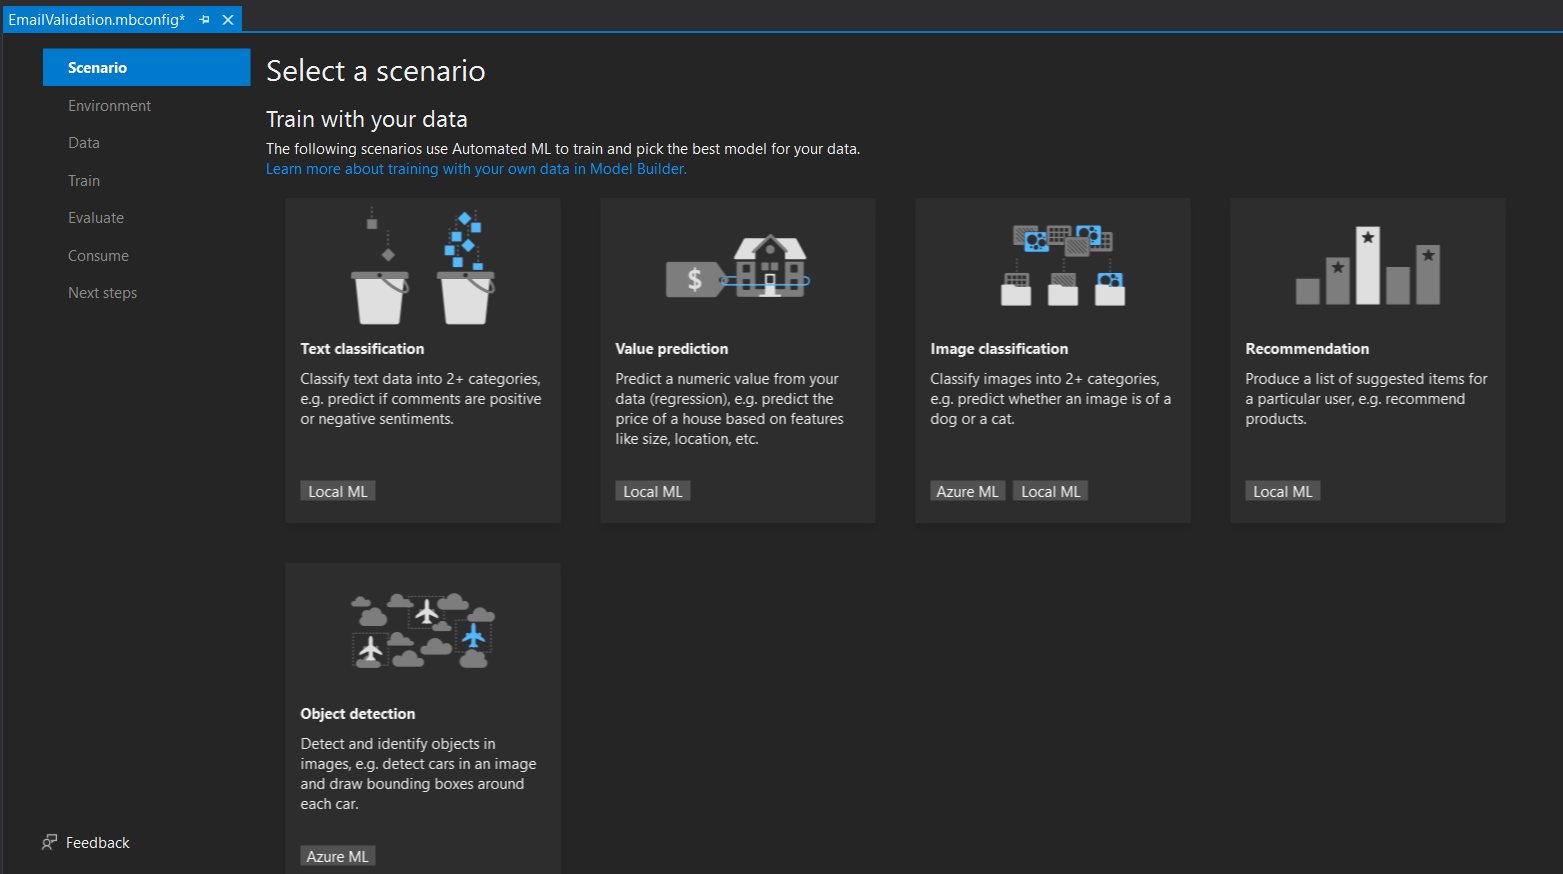 EmailValidation.mbconfig*
Scenario
Environment
Data
Train
Evaluate
Consume
Next steps
Feedback
Select a scenario
Train with your data
The following scenarios use Automated ML to train and pick the best model for your data.
Learn more about training with your own data in Model Builder.
Text classification
Classify text data into 2+ categories,
e.g. predict if comments are positive
or negative sentiments.
Local ML
$
Value prediction
Predict a numeric value from your
data (regression), e.g. predict the
price of a house based on features
like size, location, etc.
Local ML
Image classification
Classify images into 2+ categories,
e.g. predict whether an image is of a
dog or a cat.
Azure ML
Local ML
Recommendation
Produce a list of suggested items for
a particular user, e.g. recommend
products.
Local ML
Object detection
Detect and identify objects in
images, e.g. detect cars in an image
and draw bounding boxes around
each car.
Azure ML